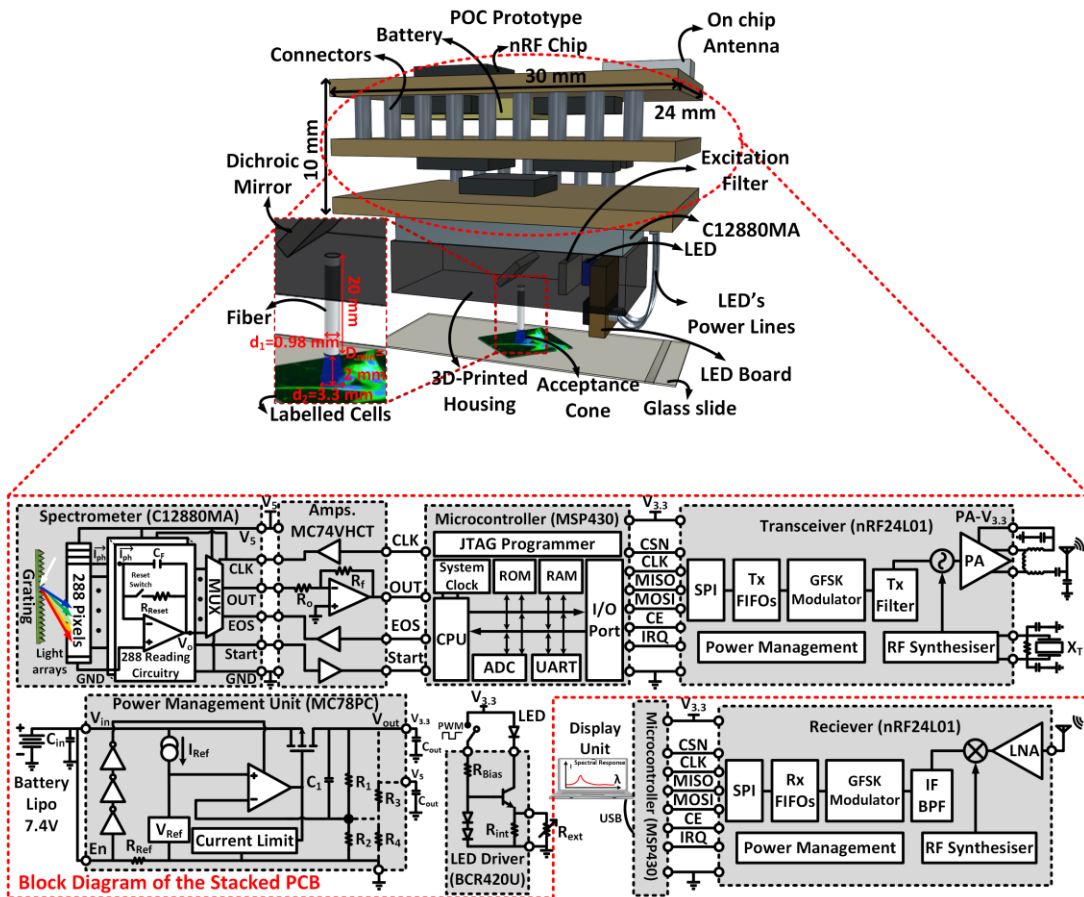 POC Prototype
On chip
Antenna
Battery
nRF Chip
Connectors
30 mm
24 mm
10 mm
Dichroic
Mirror
Excitation
Filter
C12880MA
LED
Fiber
20 mm
LED's
Power Lines
d1=0.98 mm
2 mm
d2=3.3 mm
Labelled Cells
3D-Printed
Housing
Acceptance
Cone
LED Board
Glass slide
Spectrometer (C12880MA)
V5
Grating
Light
arrays
288 Pixels
iph
iph
CF
Reset
Switch
RReset
Vo
288 Reading
Circuitry
MUX
V5
CLK
OUT
EOS
Start
GND
GND
Amps.
MC74VHCT
Ro
Rf
CLK
OUT
EOS
Start
Microcontroller (MSP430)
JTAG Programmer
System
Clock
ROM
RAM
CPU
I/O
Port
ADC
UART
V3.3
CSN
CLK
MISO
MOSI
CE
IRQ
Transceiver (nRF24L01)
PA-V3.3
SPI
Tx
FIFOs
GFSK
Modulator
Tx
Filter
PA
Power Management
RF Synthesiser
XT
Power Management Unit (MC78PC)
Battery
Lipo
7.4V
Cin
Vin
En
IRef
VRef
RRef
Current Limit
C1
R1
R2
R3
R4
Vout
V3.3
Cout
V5
Cout
V3.3
PWM
LED
RBias
Rint
Rext
LED Driver
(BCR420U)
Display
Unit
Spectral Response
λ
USB
Microcontroller (MSP430)
V3.3
CSN
CLK
MISO
MOSI
CE
IRQ
Reciever (nRF24L01)
SPI
Rx
FIFOs
GFSK
Modulator
IF
BPF
LNA
Power Management
RF Synthesiser
Block Diagram of the Stacked PCB